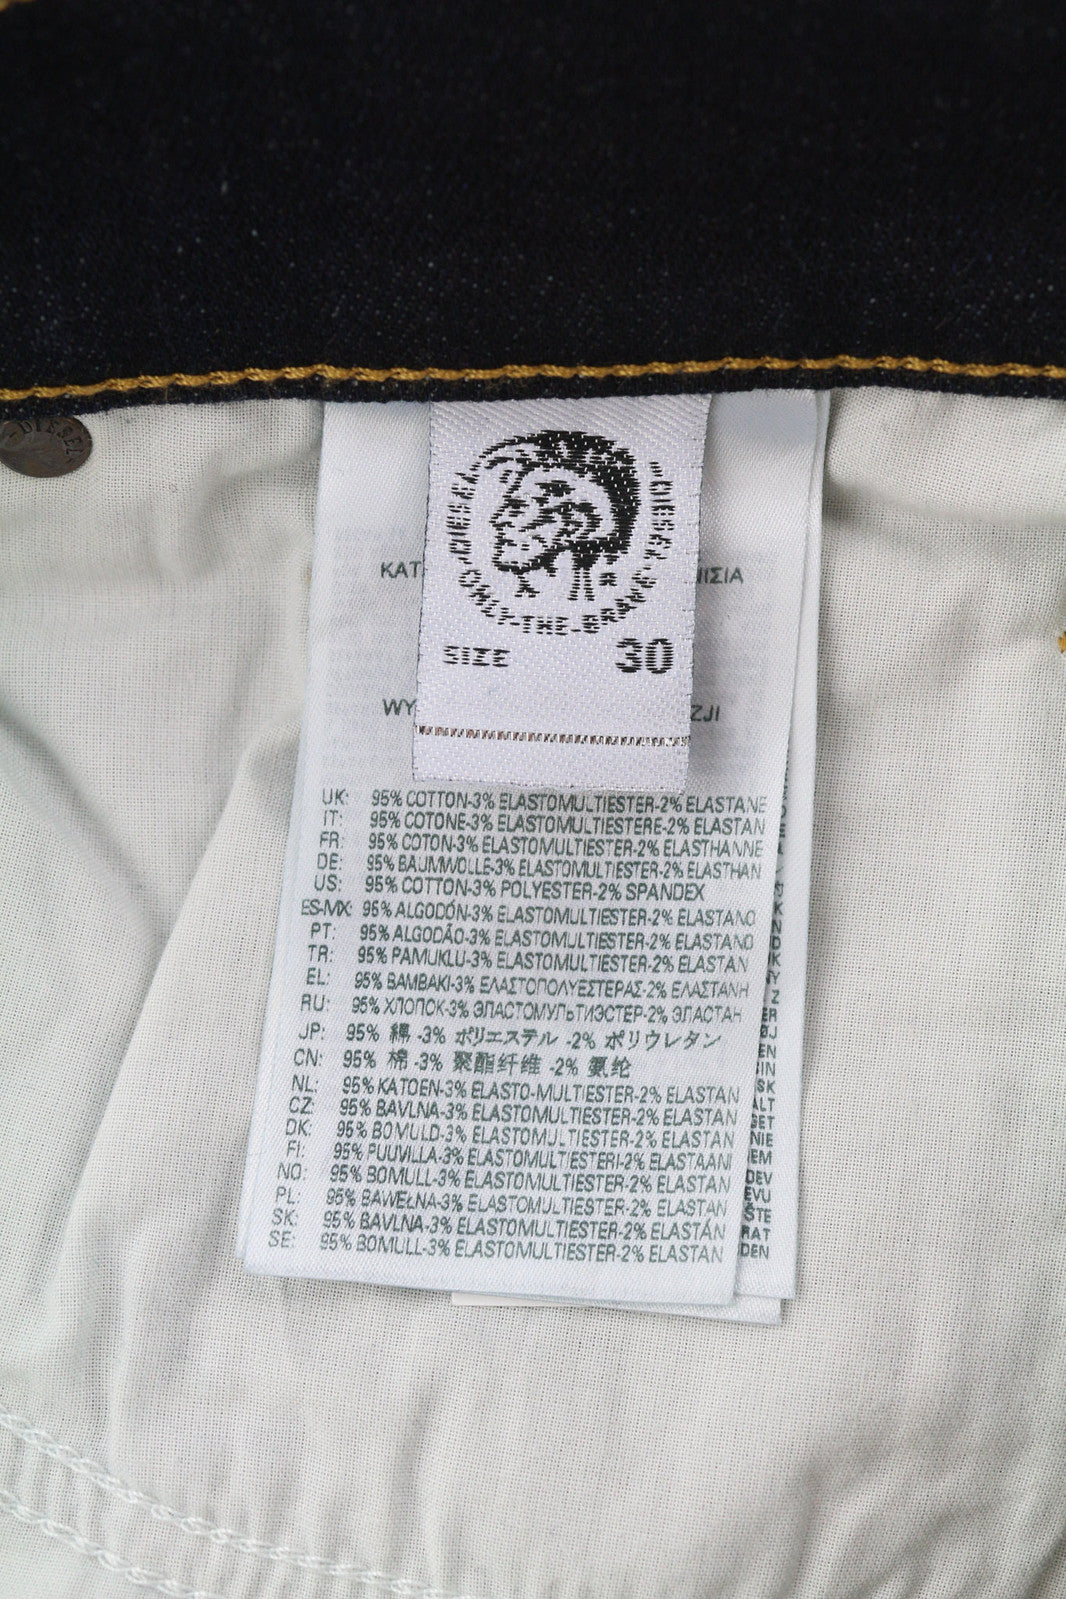 DIESEL
DIESEL
DIESEL
ONLY-THE-BRAVE
ΚΑΤ
ΝΙΣΙΑ
SIZE 30
WY
ZJI
UK: 95% COTTON-3% ELASTOMULTIESTER-2% ELASTANE
IT: 95% COTONE-3% ELASTOMULTIESTERE-2% ELASTAN
FR: 95% COTON-3% ELASTOMULTIESTER-2% ELASTHANNE
DE: 95% BAUMWOLLE-3% ELASTOMULTIESTER-2% ELASTHAN
US: 95% COTTON-3% POLYESTER-2% SPANDEX
ES-MX: 95% ALGODÓN-3% ELASTOMULTIESTER-2% ELASTANO
PT: 95% ALGODÃO-3% ELASTOMULTIESTER-2% ELASTANO
TR: 95% PAMUKLU-3% ELASTOMULTIESTER-2% ELASTAN
EL: 95% ΒΑΜΒΑΚΙ-3% ΕΛΑΣΤΟΠΟΛΥΕΣΤΕΡΑΣ-2% ΕΛΑΣΤΑΝΗ
RU: 95% ХЛОПОК-3% ЭЛАСТОМУЛЬТИЭСТЕР-2% ЭЛАСТАН
JP: 95% 綿 -3% ポリエステル -2% ポリウレタン
CN: 95% 棉 -3% 聚酯纤维 -2% 氨纶
NL: 95% KATOEN-3% ELASTO-MULTIESTER-2% ELASTAN
CZ: 95% BAVLNA-3% ELASTOMULTIESTER-2% ELASTAN
DK: 95% BOMULD-3% ELASTOMULTIESTER-2% ELASTAN
FI: 95% PUUVILLA-3% ELASTOMULTIESTERI-2% ELASTAANI
NO: 95% BOMULL-3% ELASTOMULTIESTER-2% ELASTAN
PL: 95% BAWEŁNA-3% ELASTOMULTIESTER-2% ELASTAN
SK: 95% BAVLNA-3% ELASTOMULTIESTER-2% ELASTÁN
SE: 95% BOMULL-3% ELASTOMULTIESTER-2% ELASTAN